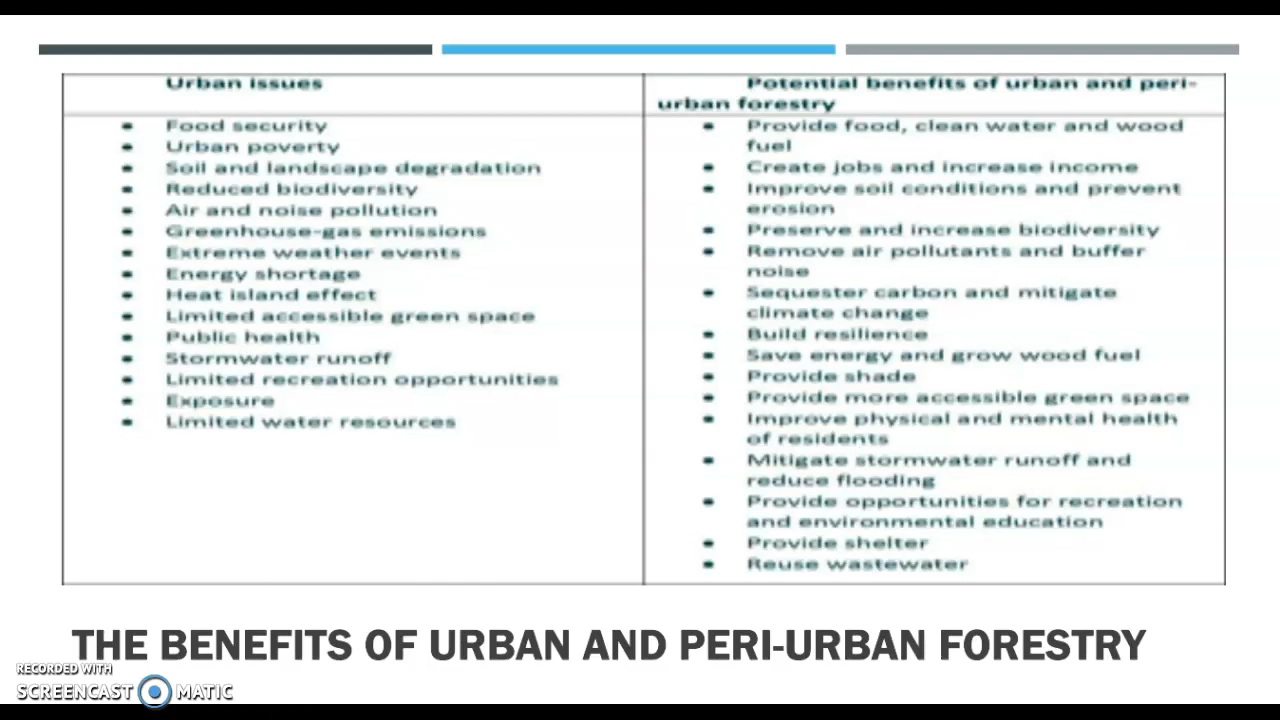 Urban issues
Food security
Urban poverty
Soil and landscape degradation
Reduced biodiversity
Air and noise pollution
Greenhouse-gas emissions
Extreme weather events
Energy shortage
Heat island effect
Limited accessible green space
Public health
Stormwater runoff
Limited recreation opportunities
Exposure
Limited water resources
Potential benefits of urban and peri-
urban forestry
Provide food, clean water and wood
fuel
Create jobs and increase income
Improve soil conditions and prevent
erosion
Preserve and increase biodiversity
Remove air pollutants and buffer
noise
Sequester carbon and mitigate
climate change
Build resilience
Save energy and grow wood fuel
Provide shade
Provide more accessible green space
Improve physical and mental health
of residents
Mitigate stormwater runoff and
reduce flooding
Provide opportunities for recreation
and environmental education
Provide shelter
Reuse wastewater
THE BENEFITS OF URBAN AND PERI-URBAN FORESTRY
RECORDED WITH
SCREENCAST MATIC